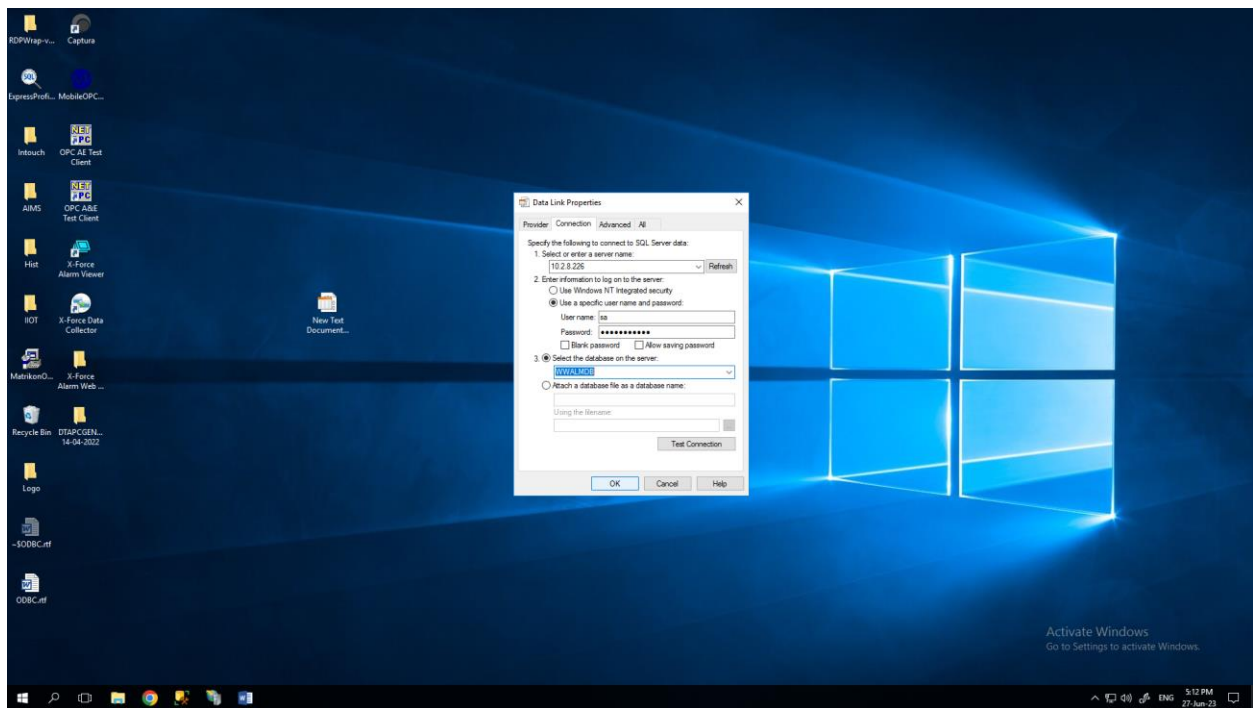 RDPWrap-v...
Captura
SQL
ExpressProfi...
MobileOPC...
NET
OPC
Intouch
OPC AE Test
Client
NET
OPC
AIMS
OPC A&E
Test Client
Hist
X-Force
Alarm Viewer
IIOT
X-Force Data
Collector
MatrikonO...
X-Force
Alarm Web ...
Recycle Bin
DTAPCGEN...
14-04-2022
Logo
~$ODBC.rtf
ODBC.rtf
New Text
Document...
Data Link Properties
Provider Connection Advanced All
Specify the following to connect to SQL Server data:
1. Select or enter a server name:
10.2.8.226 Refresh
2. Enter information to log on to the server:
Use Windows NT Integrated security
Use a specific user name and password:
User name: sa
Password: •••••••••••
Blank password Allow saving password
3. Select the database on the server:
WWALMDB
Attach a database file as a database name:
Using the filename:
...
Test Connection
OK Cancel Help
Activate Windows
Go to Settings to activate Windows.
ENG 5:12 PM
27-Jun-23